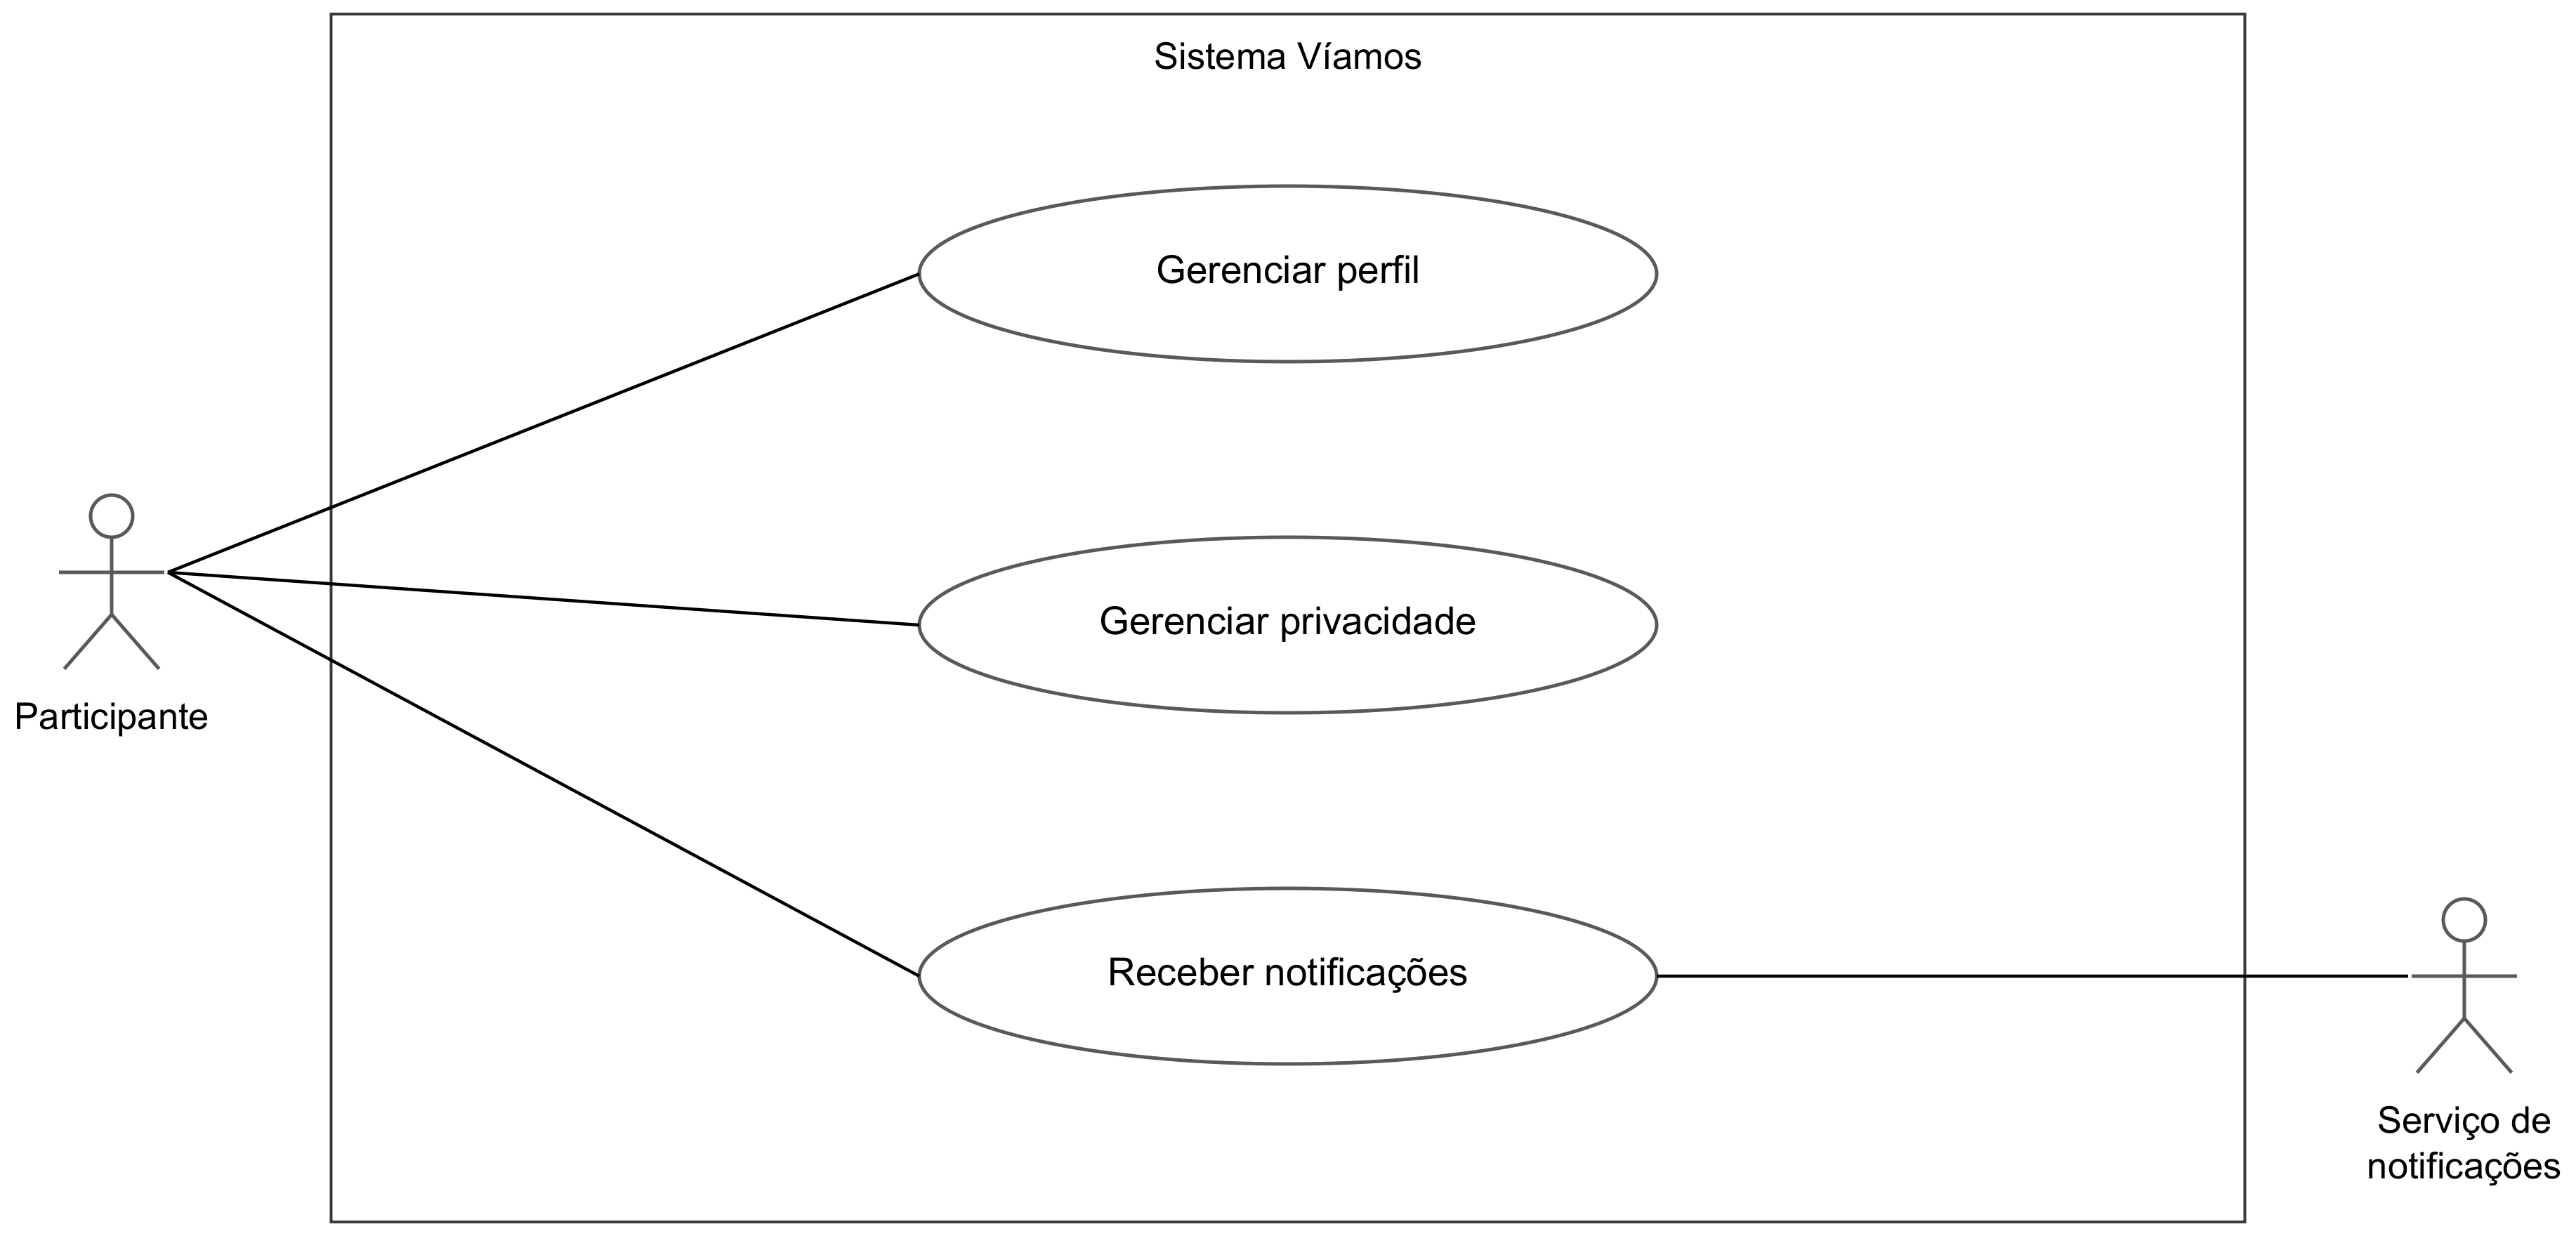 Sistema Víamos
Gerenciar perfil
Gerenciar privacidade
Participante
Receber notificações
Serviço de
notificações